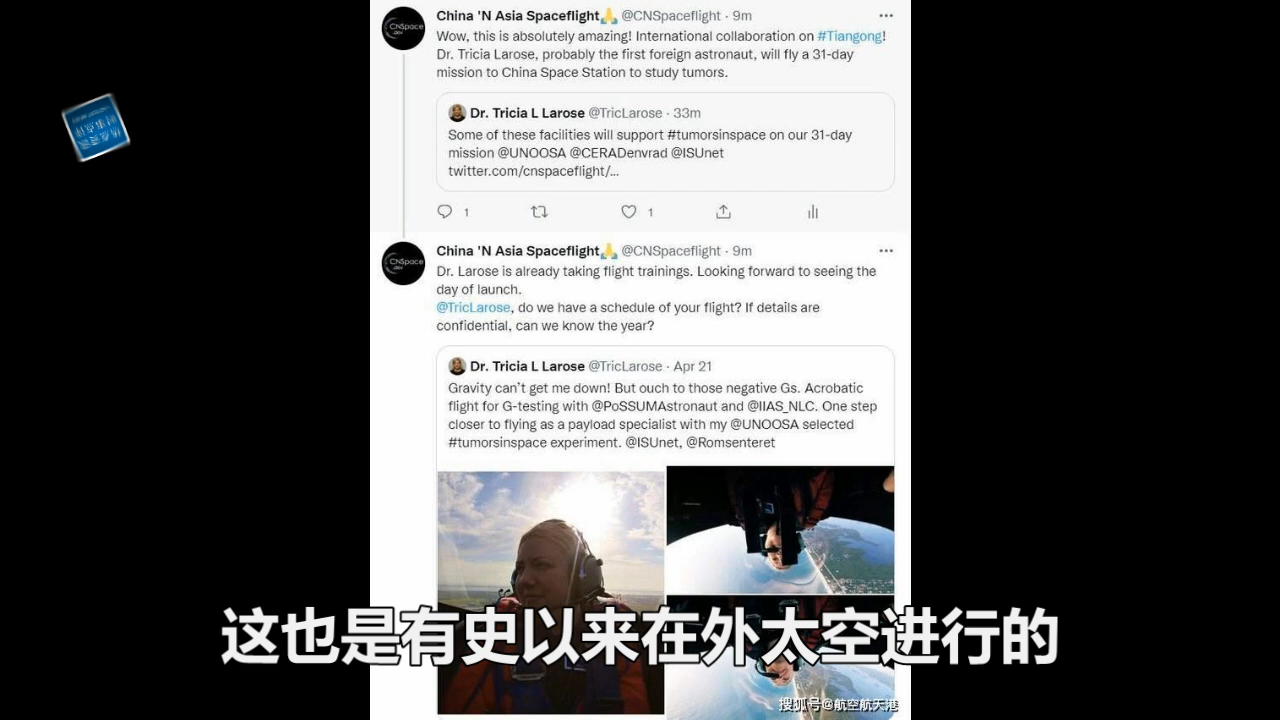 China 'N Asia Spaceflight🙏 @CNSpaceflight · 9m
Wow, this is absolutely amazing! International collaboration on #Tiangong!
Dr. Tricia Larose, probably the first foreign astronaut, will fly a 31-day
mission to China Space Station to study tumors.
Dr. Tricia L Larose @TricLarose · 33m
Some of these facilities will support #tumorsinspace on our 31-day
mission @UNOOSA @CERADenvrad @ISUnet
twitter.com/cnspaceflight/...
1
1
CNSpace
.dev
China 'N Asia Spaceflight🙏 @CNSpaceflight · 9m
Dr. Larose is already taking flight trainings. Looking forward to seeing the
day of launch.
@TricLarose, do we have a schedule of your flight? If details are
confidential, can we know the year?
CNSpace
.dev
Dr. Tricia L Larose @TricLarose · Apr 21
Gravity can't get me down! But ouch to those negative Gs. Acrobatic
flight for G-testing with @PoSSUMAstronaut and @IIAS_NLC. One step
closer to flying as a payload specialist with my @UNOOSA selected
#tumorsinspace experiment. @ISUnet, @Romsenteret
这也是有史以来在外太空进行的
搜狐号@航空航天港